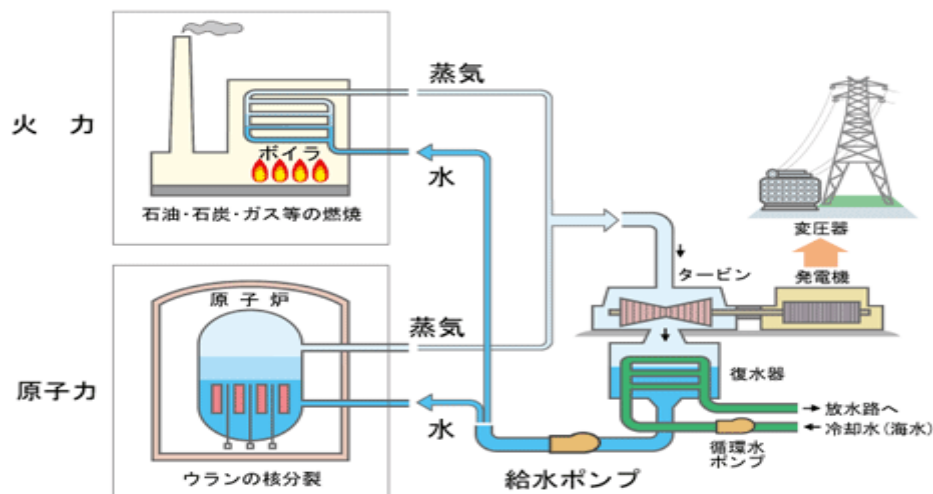 火 力
蒸気
ボイラ
水
石油・石炭・ガス等の燃焼
変圧器
タービン
発電機
原子力
原 子 炉
蒸気
水
ウランの核分裂
復水器
→放水路へ
←冷却水(海水)
循環水
ポンプ
給水ポンプ